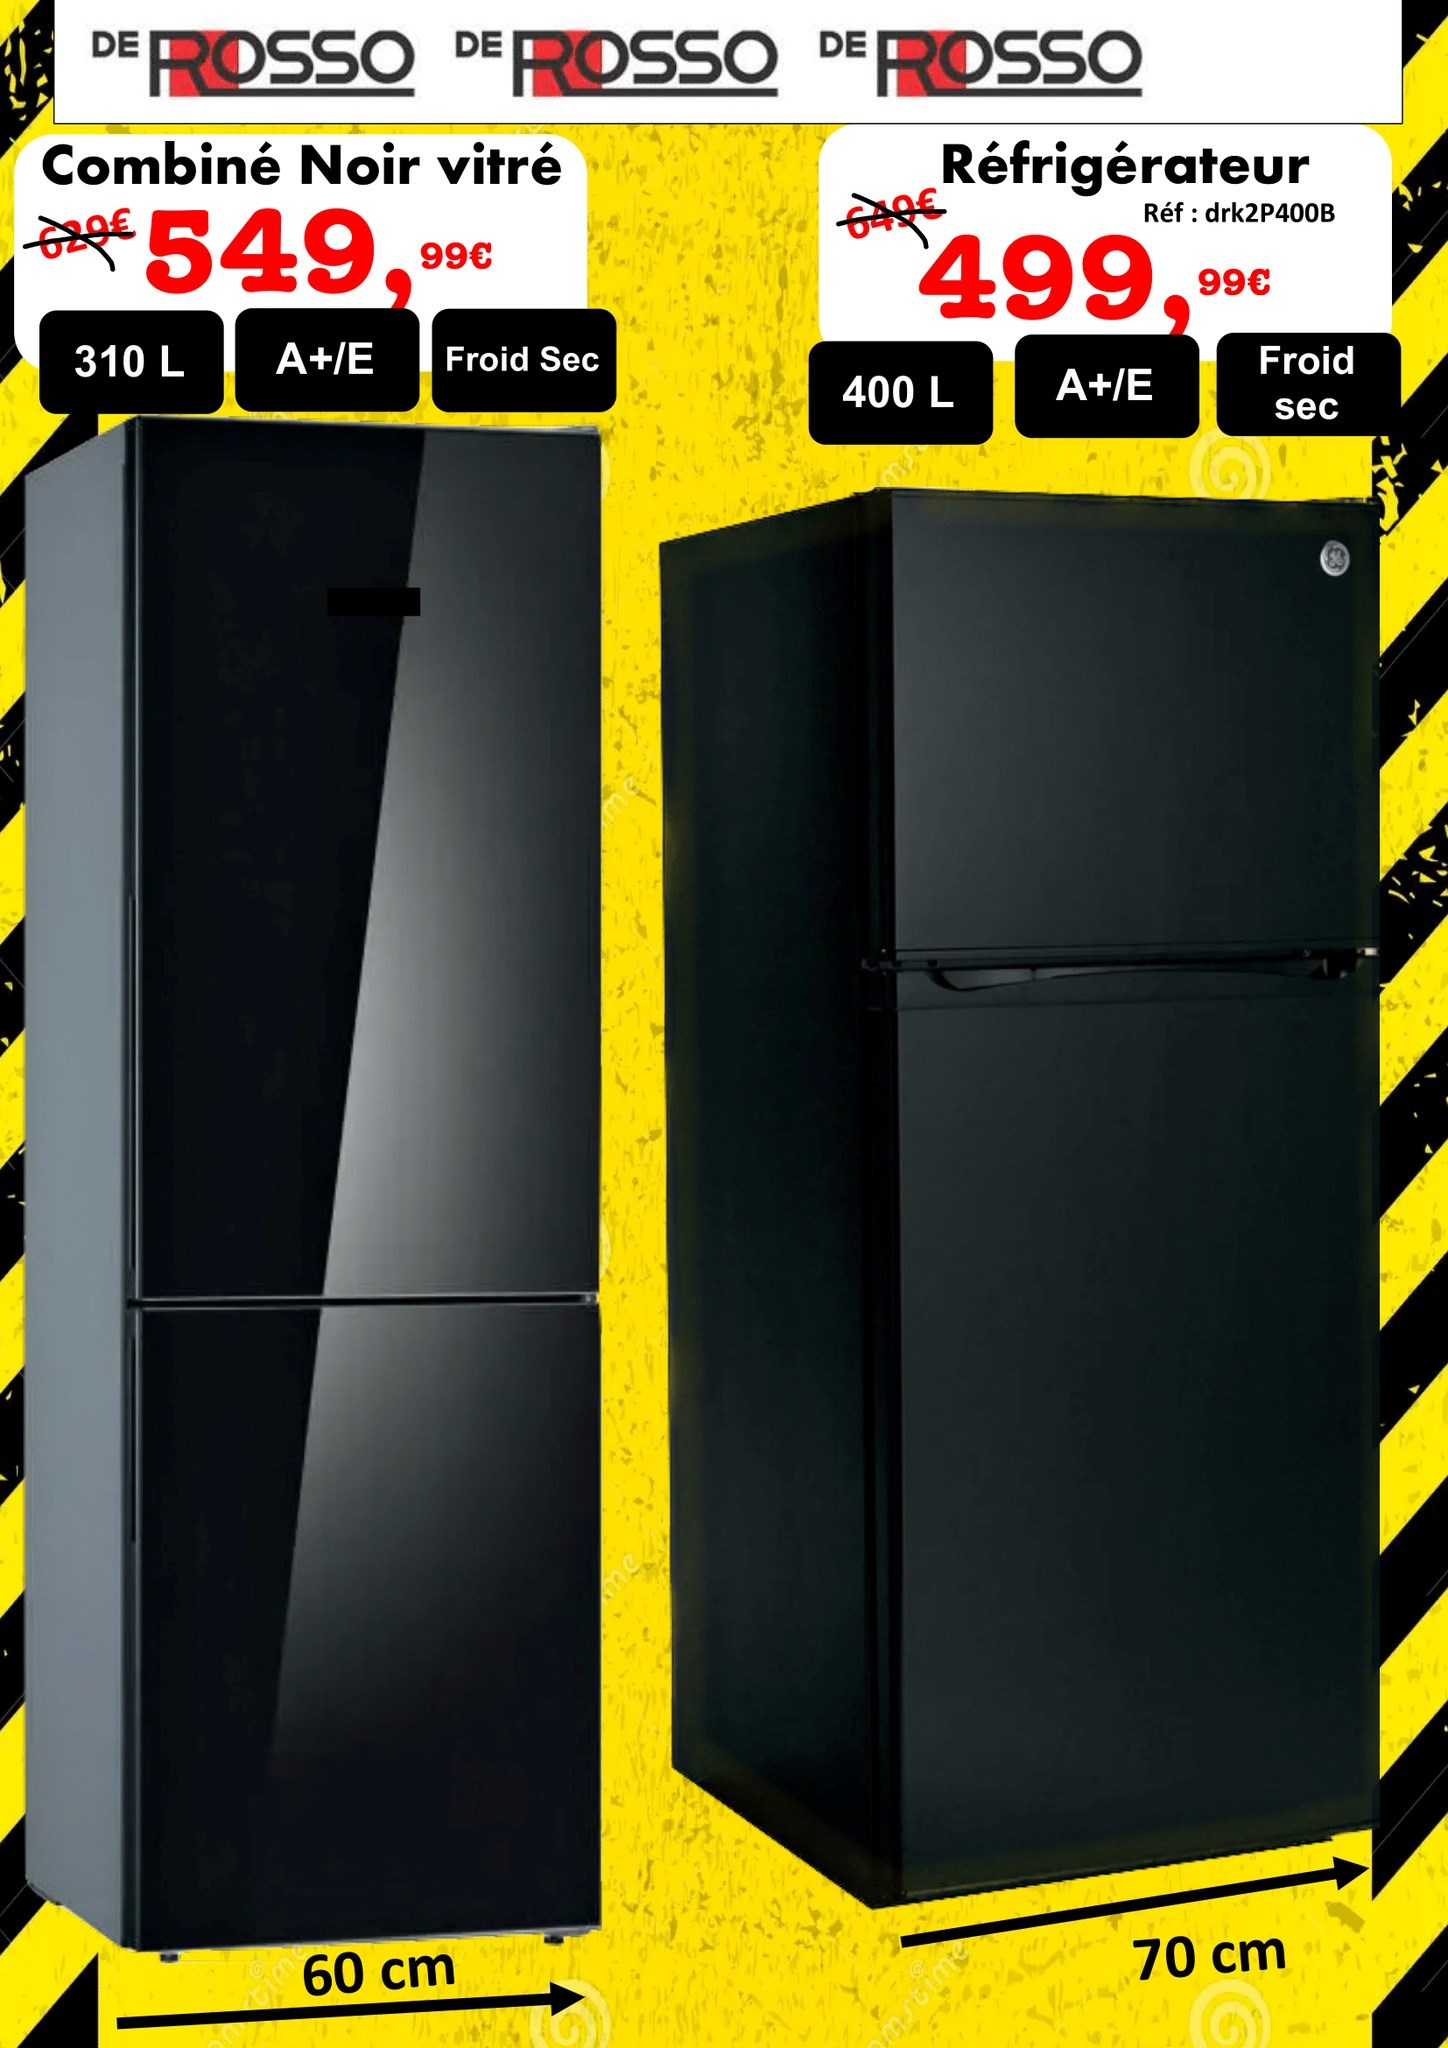 DE ROSSO DE ROSSO DE ROSSO
Combiné Noir vitré
629€
549,99€
310 L
A+/E
Froid Sec
Réfrigérateur
Réf : drk2P400B
649€
499,99€
400 L
A+/E
Froid
sec
GE
60 cm
70 cm